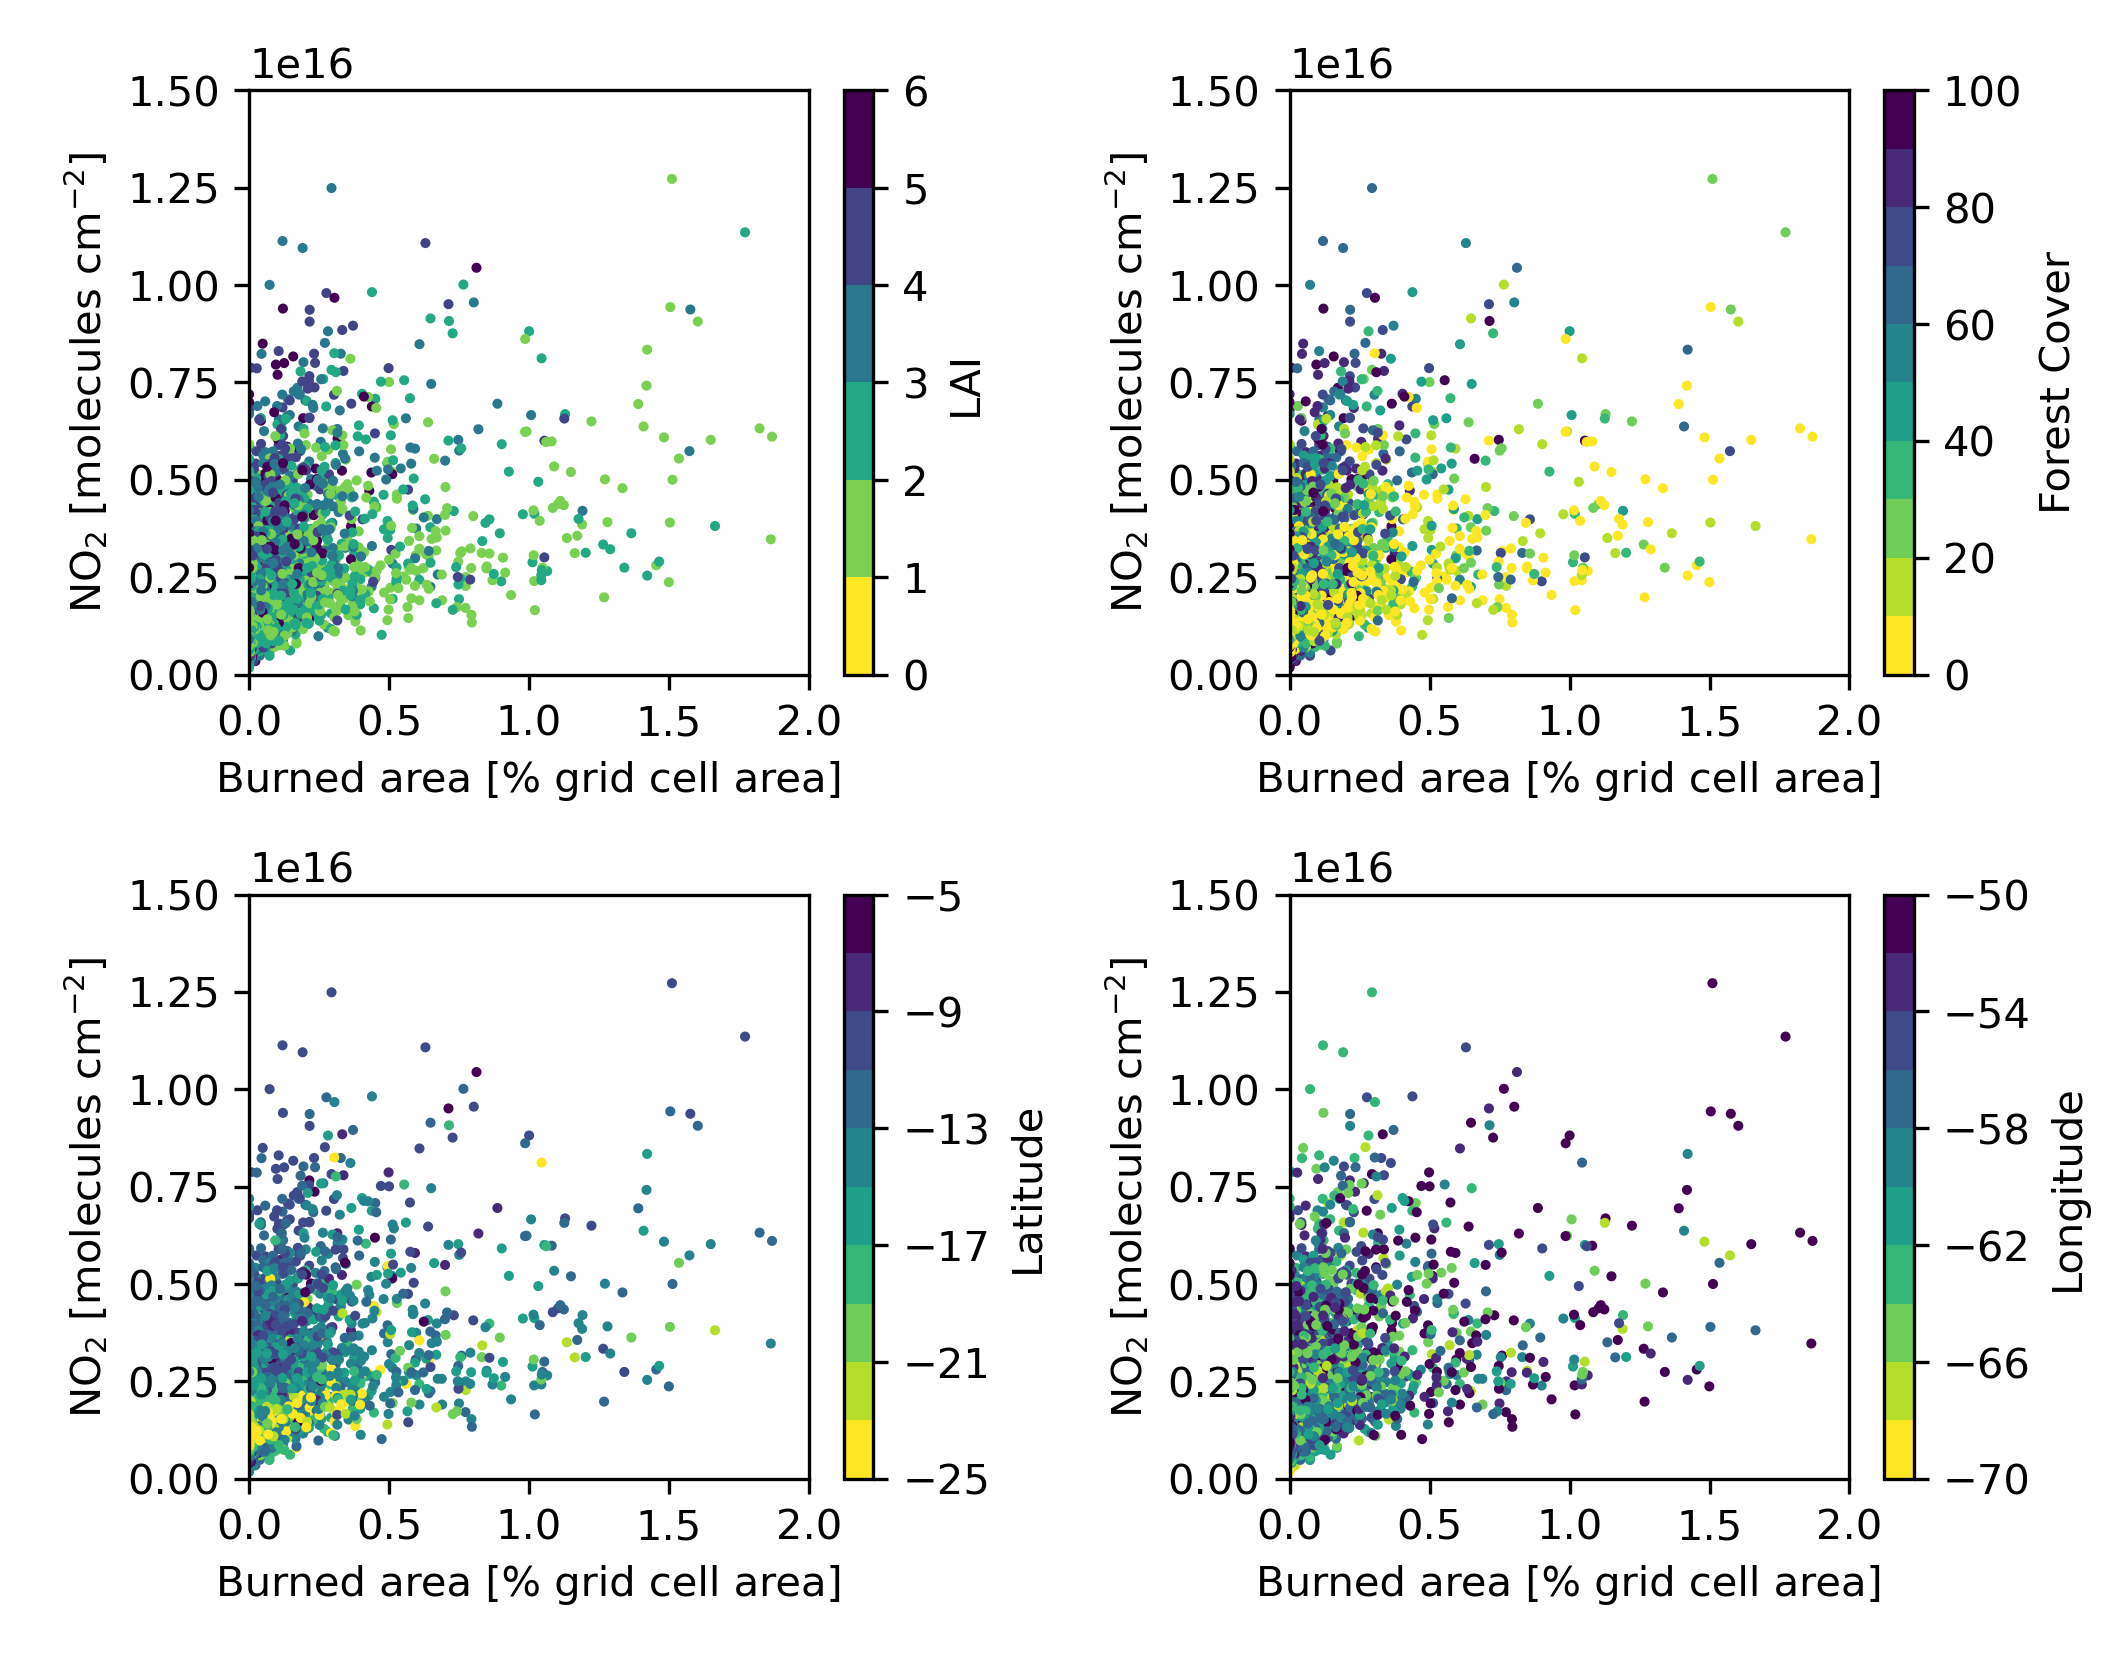 1e16
1.50
1.25
1.00
0.75
0.50
0.25
0.00
NO₂ [molecules cm⁻²]
0.0 0.5 1.0 1.5 2.0
Burned area [% grid cell area]
6
5
4
3
2
1
0
LAI
1e16
1.50
1.25
1.00
0.75
0.50
0.25
0.00
NO₂ [molecules cm⁻²]
0.0 0.5 1.0 1.5 2.0
Burned area [% grid cell area]
100
80
60
40
20
0
Forest Cover
1e16
1.50
1.25
1.00
0.75
0.50
0.25
0.00
NO₂ [molecules cm⁻²]
0.0 0.5 1.0 1.5 2.0
Burned area [% grid cell area]
−5
−9
−13
−17
−21
−25
Latitude
1e16
1.50
1.25
1.00
0.75
0.50
0.25
0.00
NO₂ [molecules cm⁻²]
0.0 0.5 1.0 1.5 2.0
Burned area [% grid cell area]
−50
−54
−58
−62
−66
−70
Longitude